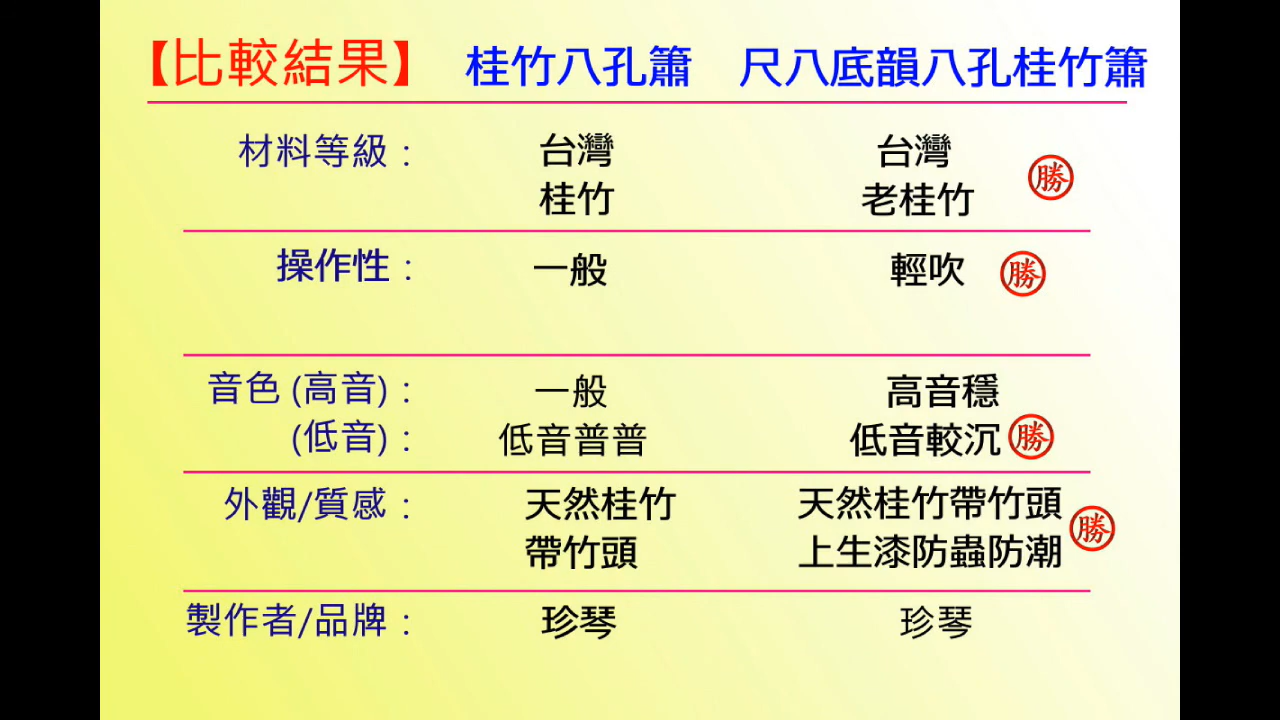 【比較結果】 桂竹八孔簫 尺八底韻八孔桂竹簫
材料等級： 台灣 台灣
桂竹 老桂竹 勝
操作性： 一般 輕吹 勝
音色(高音)： 一般 高音穩
(低音)： 低音普普 低音較沉 勝
外觀/質感： 天然桂竹 天然桂竹帶竹頭
帶竹頭 上生漆防蟲防潮 勝
製作者/品牌： 珍琴 珍琴